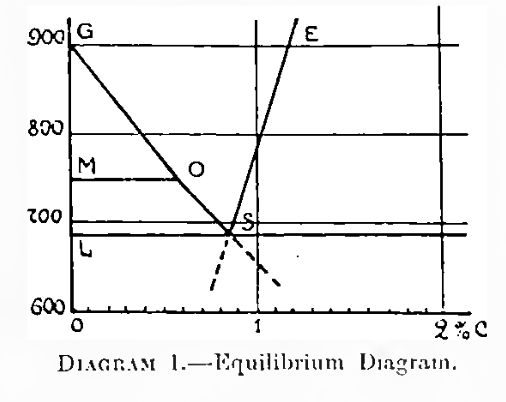 900
G
E
800
M
O
700
S
L
600
0
1
2 % C
DIAGRAM 1.—Equilibrium Diagram.